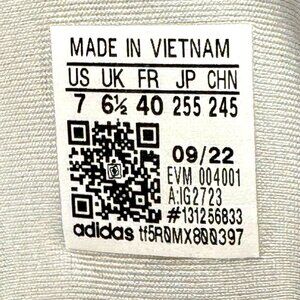 MADE IN VIETNAM
US UK FR JP CHN
7 6½ 40 255 245
09/22
EVM 004001
A:IG2723
#131256833
adidas tf5R0MX800397